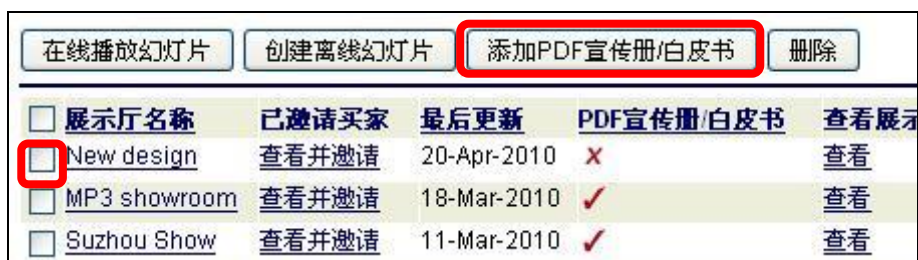 在线播放幻灯片 创建离线幻灯片 添加PDF宣传册/白皮书 删除
展示厅名称 已邀请买家 最后更新 PDF宣传册/白皮书 查看展示
New design 查看并邀请 20-Apr-2010 x 查看
MP3 showroom 查看并邀请 18-Mar-2010 ✓ 查看
Suzhou Show 查看并邀请 11-Mar-2010 ✓ 查看